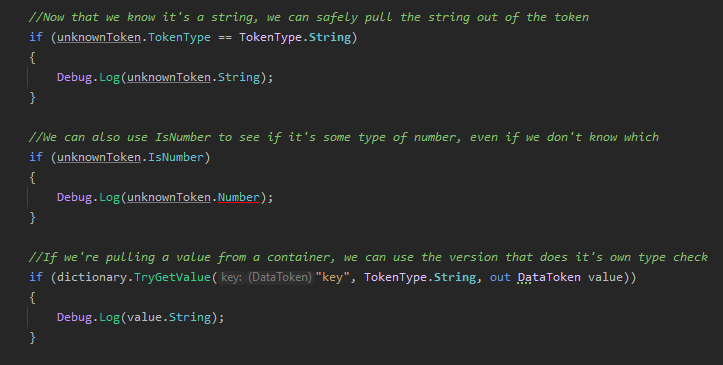 //Now that we know it's a string, we can safely pull the string out of the token
if (unknownToken.TokenType == TokenType.String)
{
    Debug.Log(unknownToken.String);
}

//We can also use IsNumber to see if it's some type of number, even if we don't know which
if (unknownToken.IsNumber)
{
    Debug.Log(unknownToken.Number);
}

//If we're pulling a value from a container, we can use the version that does it's own type check
if (dictionary.TryGetValue( key: (DataToken) "key", TokenType.String, out DataToken value))
{
    Debug.Log(value.String);
}